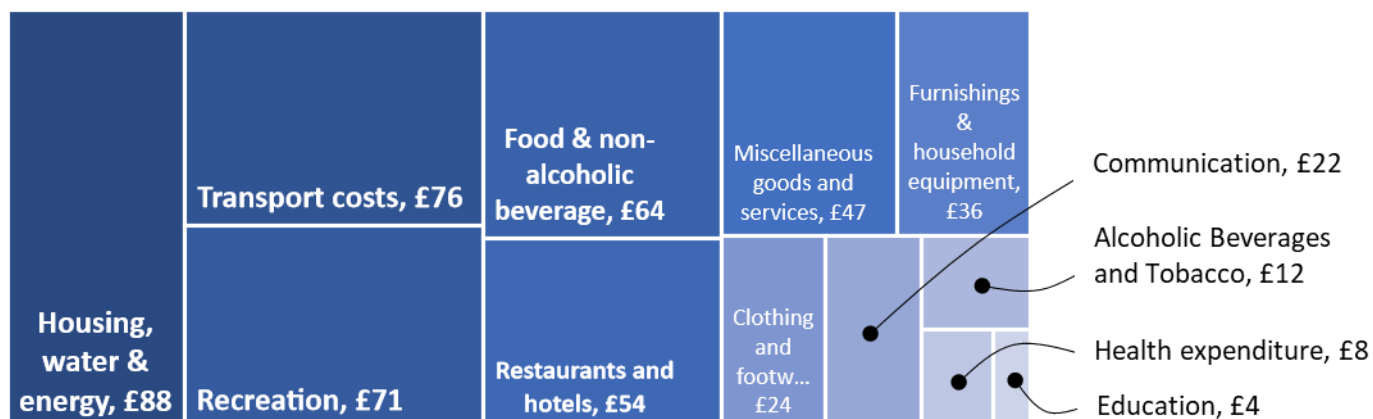 Housing,
water &
energy, £88
Transport costs, £76
Recreation, £71
Food & non-
alcoholic
beverage, £64
Restaurants and
hotels, £54
Miscellaneous
goods and
services, £47
Furnishings
&
household
equipment,
£36
Clothing
and
footw...
£24
Communication, £22
Alcoholic Beverages
and Tobacco, £12
Health expenditure, £8
Education, £4